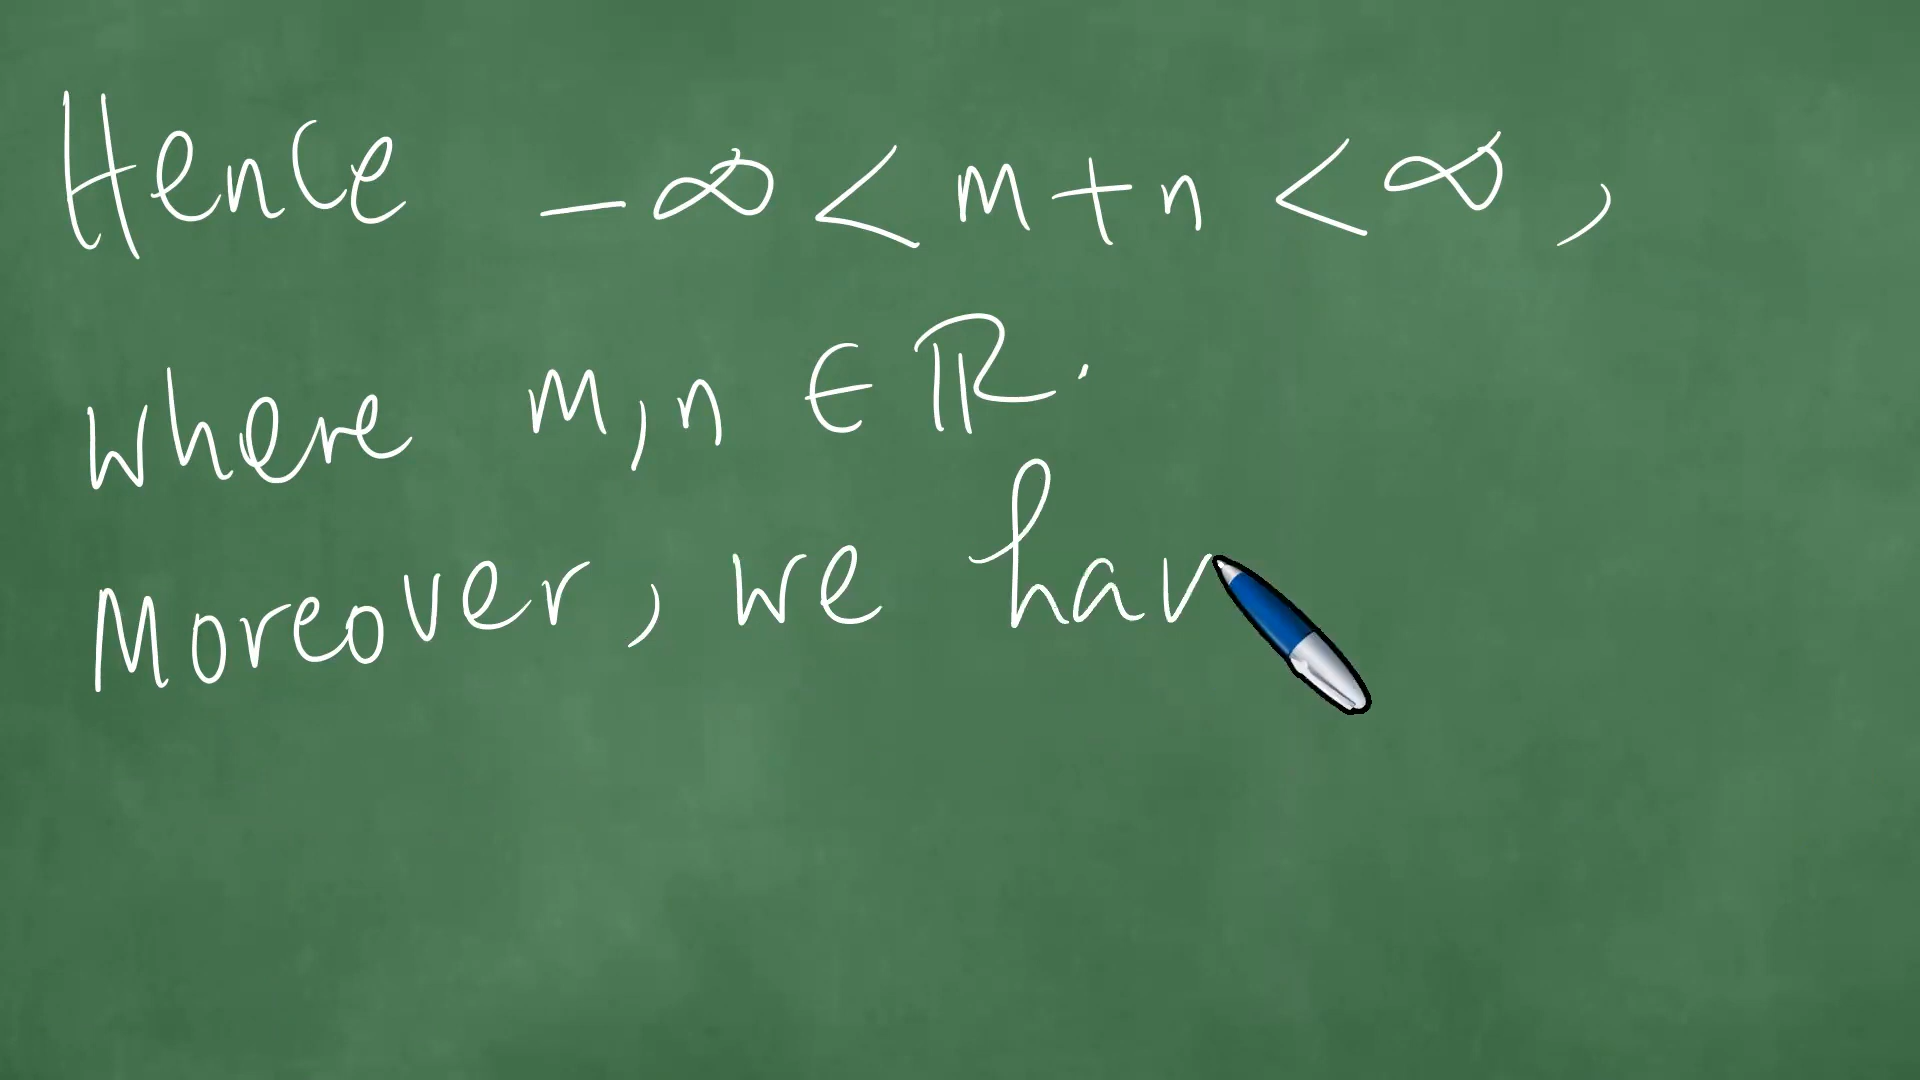 Hence -∞ < m+n < ∞,
where m,n ∈ ℝ.
Moreover, we hav